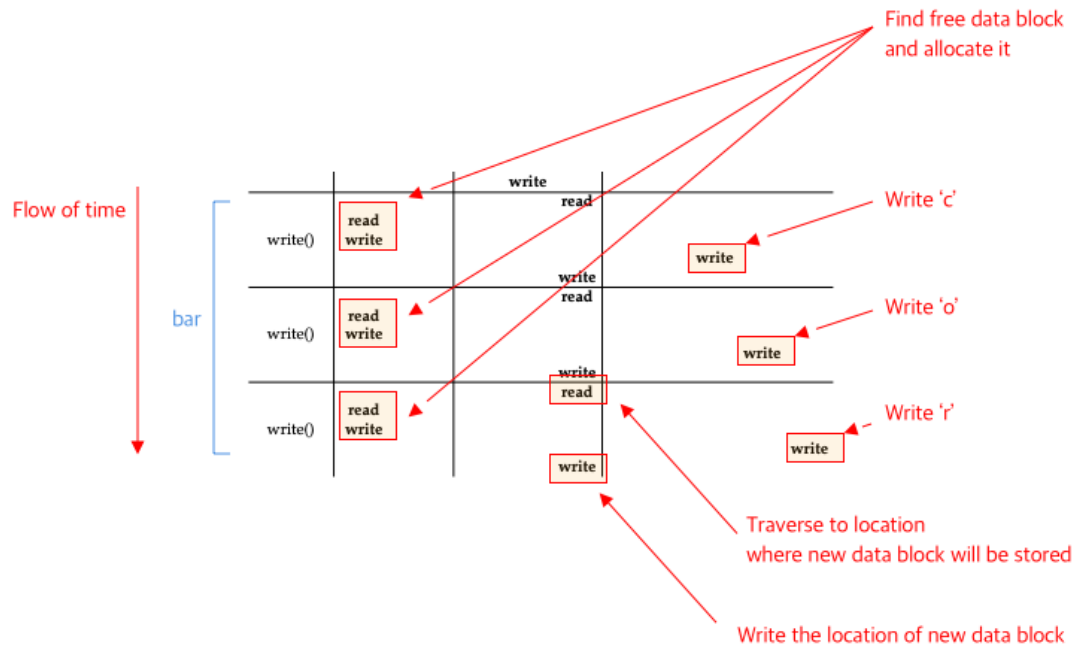 Find free data block
and allocate it
write
Flow of time
read
Write ‘c’
read
write() write
write
write
read
bar
read
write() write
Write ‘o’
write
write
read
read
write() write
Write ‘r’
write
write
Traverse to location
where new data block will be stored
Write the location of new data block